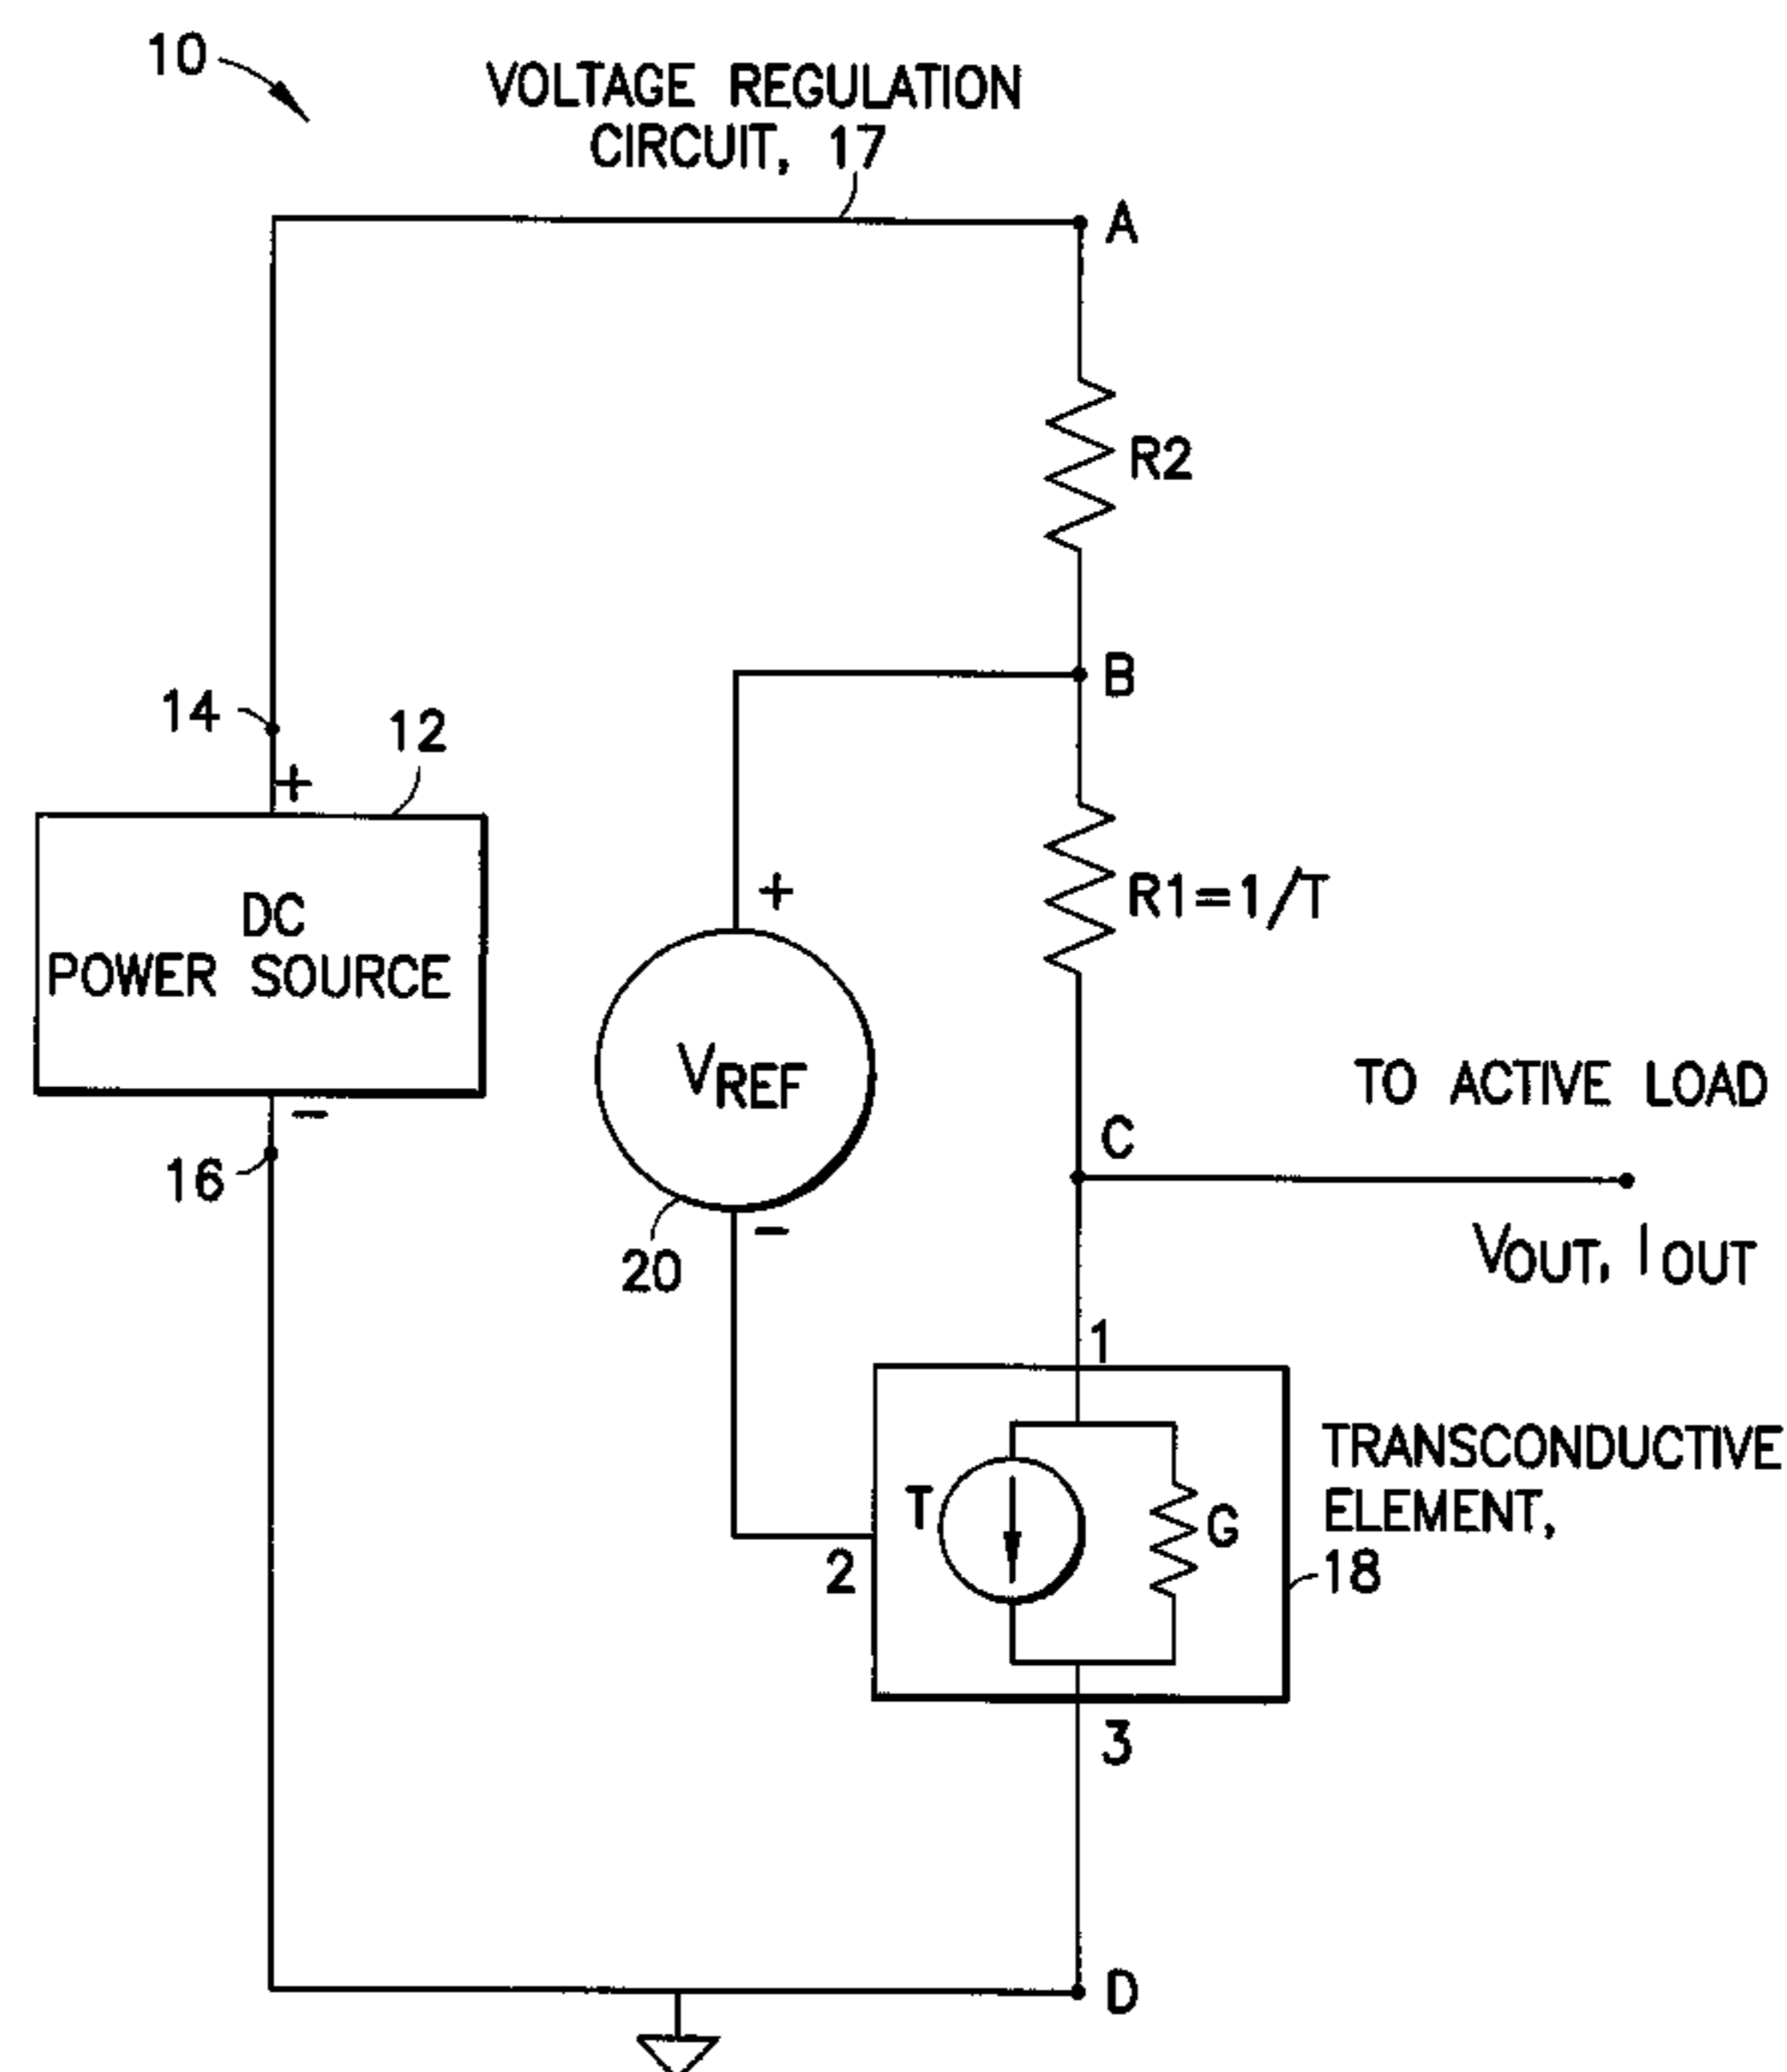 10
VOLTAGE REGULATION
CIRCUIT, 17
A
R2
B
14
12
+
+
DC
POWER SOURCE
R1=1/T
VREF
TO ACTIVE LOAD
C
−
16
−
20
VOUT, IOUT
1
TRANSCONDUCTIVE
ELEMENT,
18
T
G
2
3
D